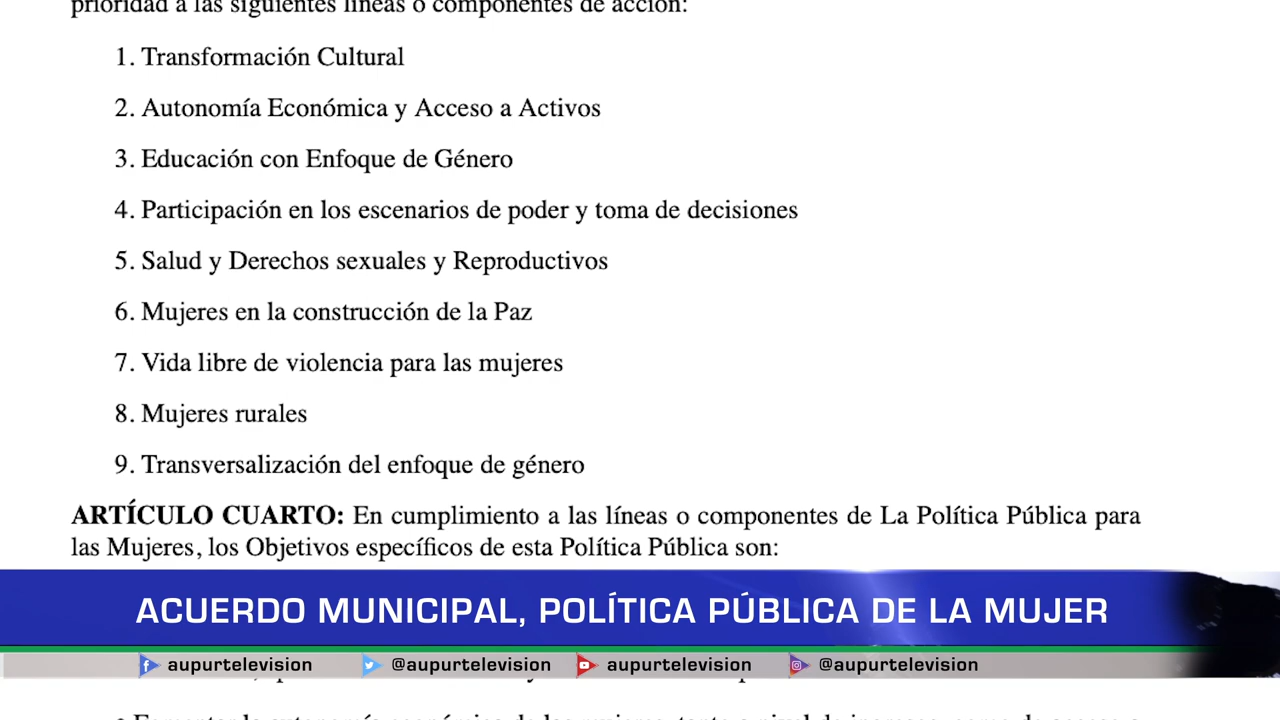 prioridad a las siguientes líneas o componentes de acción:
1. Transformación Cultural
2. Autonomía Económica y Acceso a Activos
3. Educación con Enfoque de Género
4. Participación en los escenarios de poder y toma de decisiones
5. Salud y Derechos sexuales y Reproductivos
6. Mujeres en la construcción de la Paz
7. Vida libre de violencia para las mujeres
8. Mujeres rurales
9. Transversalización del enfoque de género
ARTÍCULO CUARTO: En cumplimiento a las líneas o componentes de La Política Pública para
las Mujeres, los Objetivos específicos de esta Política Pública son:
ACUERDO MUNICIPAL, POLÍTICA PÚBLICA DE LA MUJER
aupurtelevision @aupurtelevision aupurtelevision @aupurtelevision